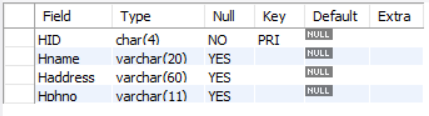 Field Type Null Key Default Extra
HID char(4) NO PRI NULL
Hname varchar(20) YES NULL
Haddress varchar(60) YES NULL
Hphno varchar(11) YES NULL